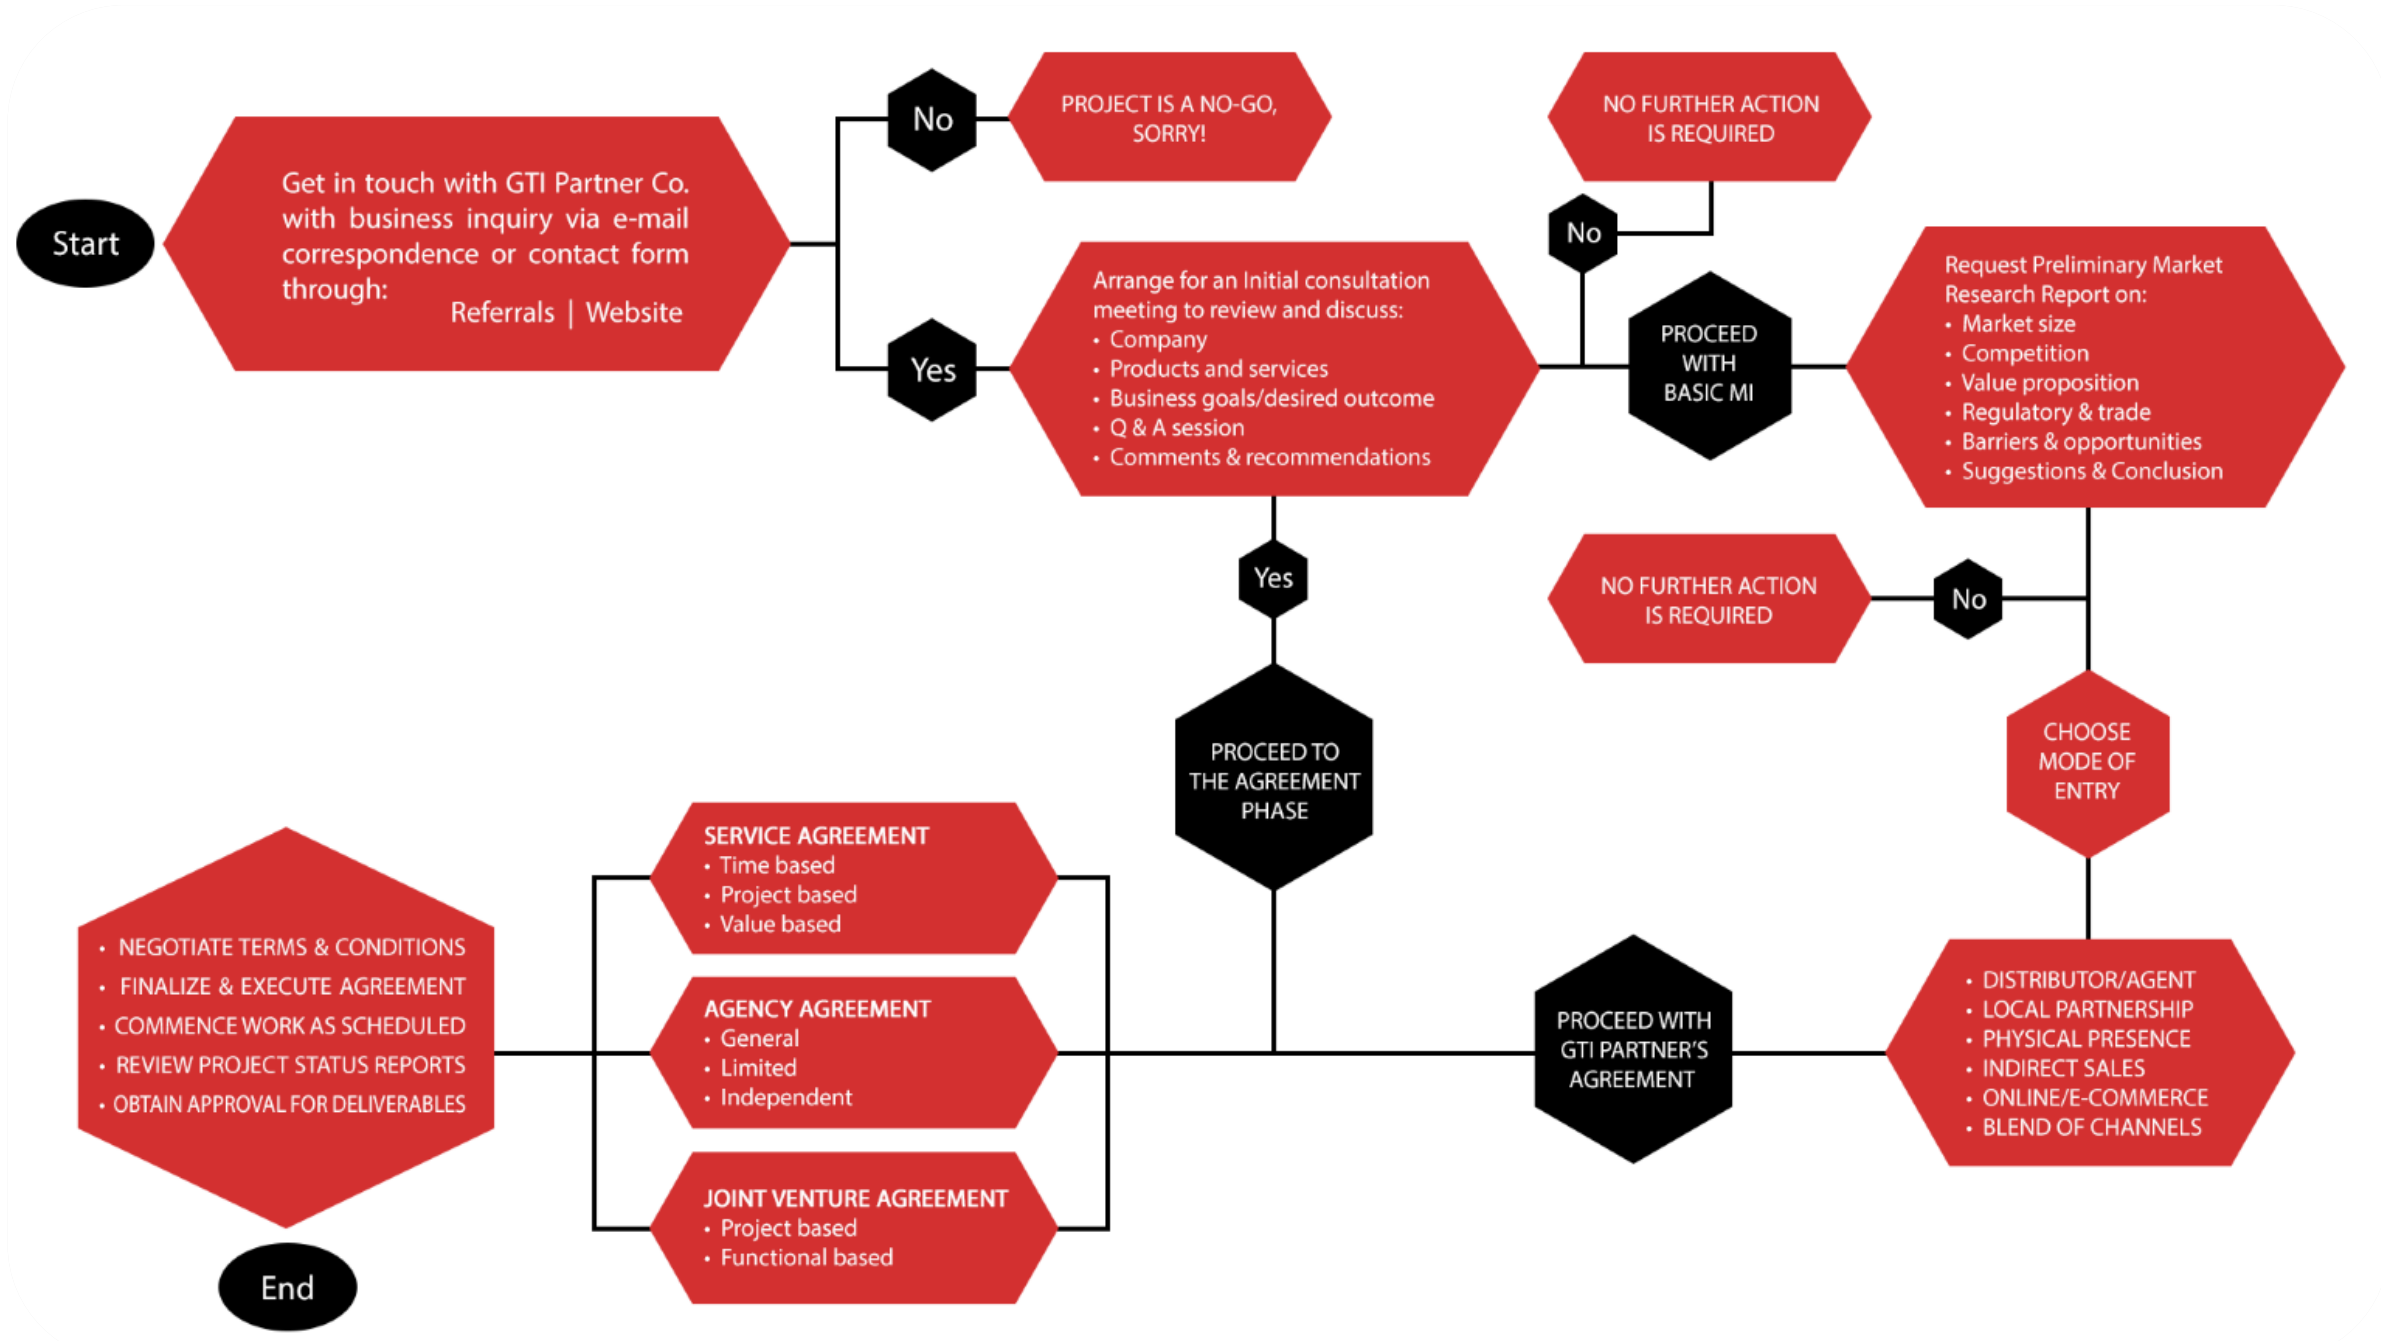 Start
Get in touch with GTI Partner Co.
with business inquiry via e-mail
correspondence or contact form
through:
Referrals | Website
No
PROJECT IS A NO-GO,
SORRY!
Yes
Arrange for an Initial consultation
meeting to review and discuss:
• Company
• Products and services
• Business goals/desired outcome
• Q & A session
• Comments & recommendations
No
NO FURTHER ACTION
IS REQUIRED
PROCEED
WITH
BASIC MI
Request Preliminary Market
Research Report on:
• Market size
• Competition
• Value proposition
• Regulatory & trade
• Barriers & opportunities
• Suggestions & Conclusion
No
NO FURTHER ACTION
IS REQUIRED
CHOOSE
MODE OF
ENTRY
• DISTRIBUTOR/AGENT
• LOCAL PARTNERSHIP
• PHYSICAL PRESENCE
• INDIRECT SALES
• ONLINE/E-COMMERCE
• BLEND OF CHANNELS
PROCEED WITH
GTI PARTNER'S
AGREEMENT
Yes
PROCEED TO
THE AGREEMENT
PHASE
SERVICE AGREEMENT
• Time based
• Project based
• Value based
AGENCY AGREEMENT
• General
• Limited
• Independent
JOINT VENTURE AGREEMENT
• Project based
• Functional based
• NEGOTIATE TERMS & CONDITIONS
• FINALIZE & EXECUTE AGREEMENT
• COMMENCE WORK AS SCHEDULED
• REVIEW PROJECT STATUS REPORTS
• OBTAIN APPROVAL FOR DELIVERABLES
End